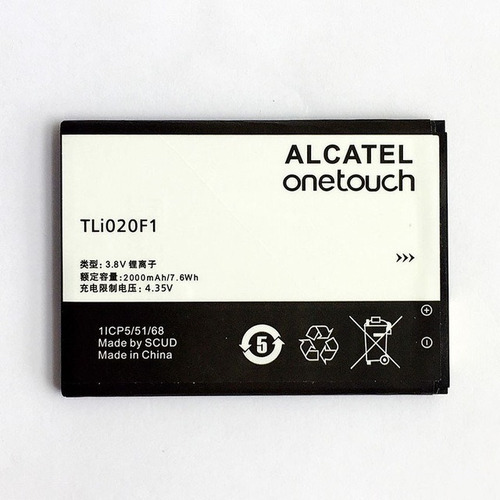 ALCATEL
onetouch
TLi020F1
>>>
类型: 3.8V 锂离子
额定容量: 2000mAh/7.6Wh
充电限制电压: 4.35V
1ICP5/51/68
Made by SCUD
Made in China
5
+
-